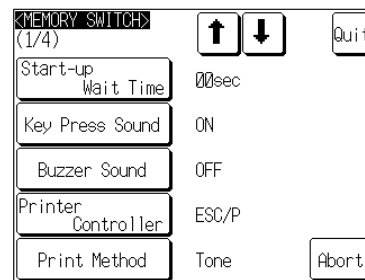 <MEMORY SWITCH>
(1/4)
Quit
Start-up
Wait Time
00sec
Key Press Sound
ON
Buzzer Sound
OFF
Printer
Controller
ESC/P
Print Method
Tone
Abort